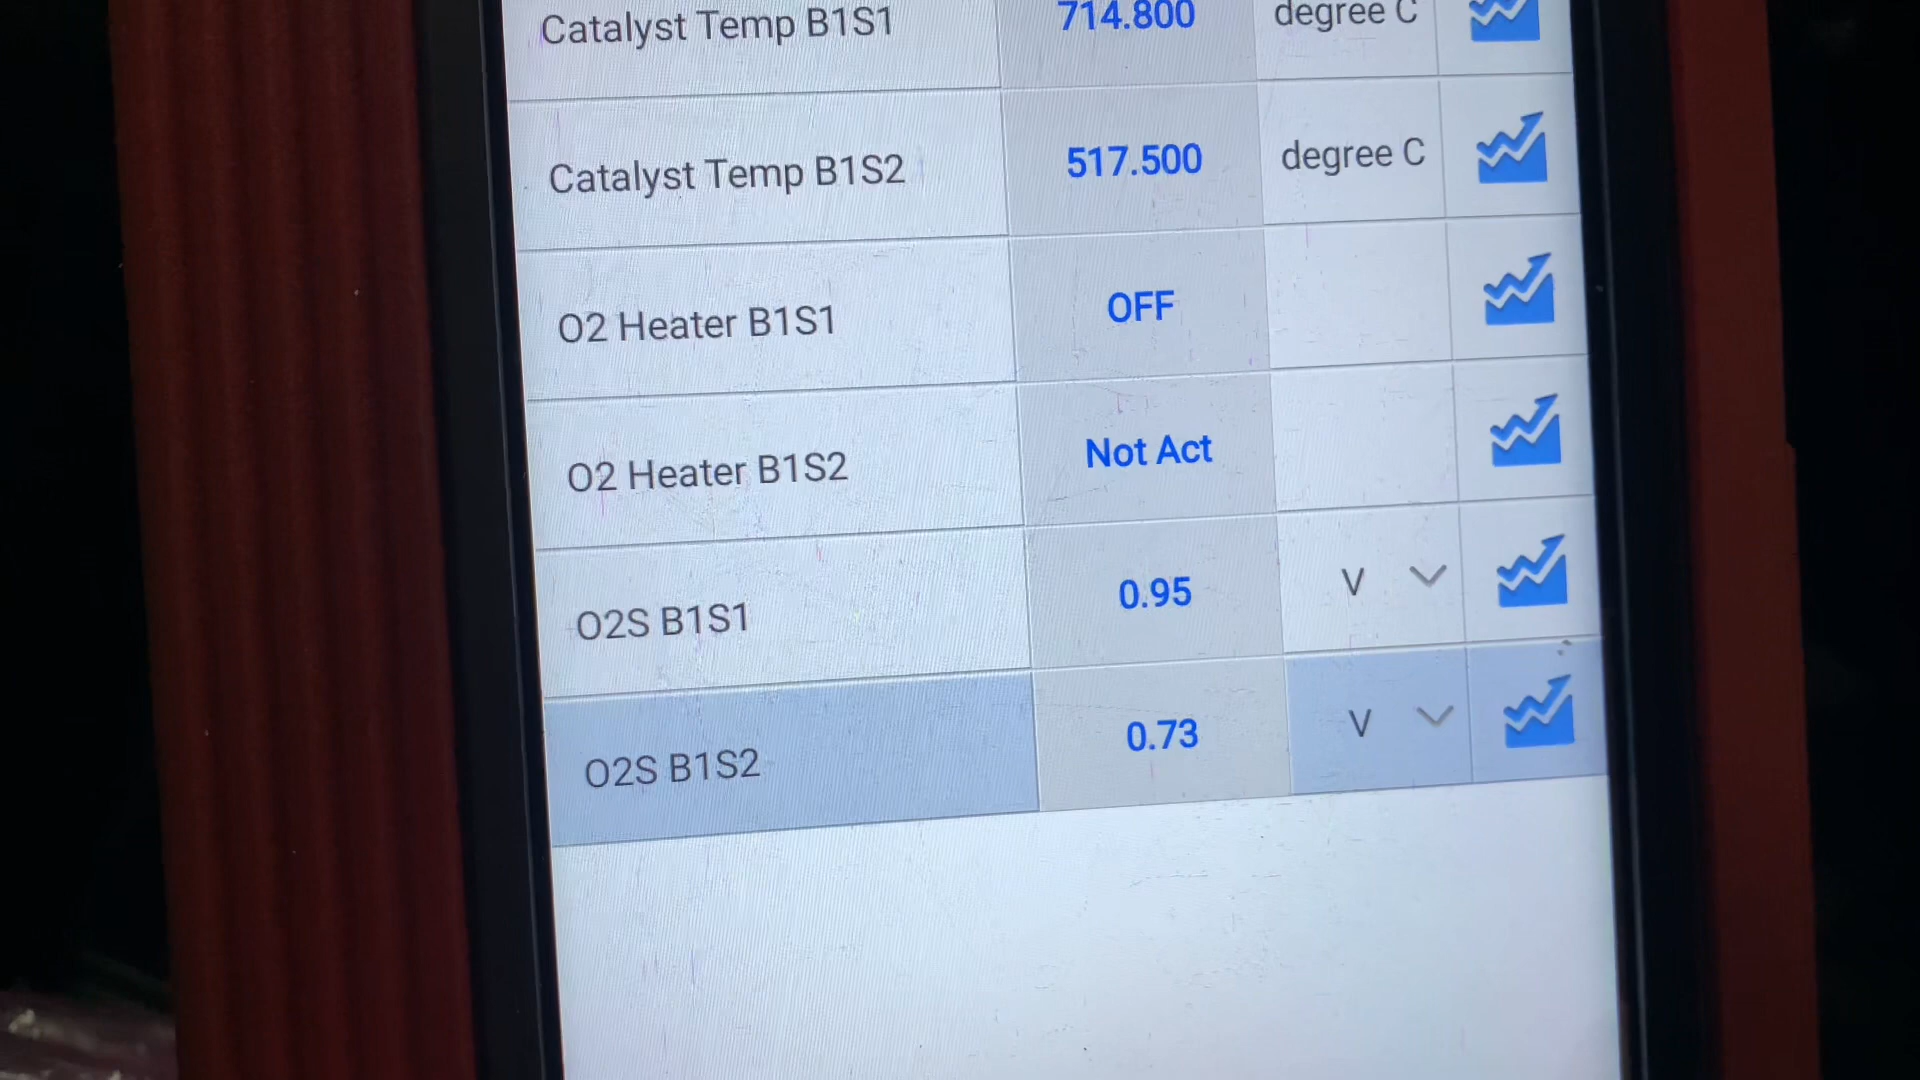 Catalyst Temp B1S1 714.800 degree C
Catalyst Temp B1S2 517.500 degree C
O2 Heater B1S1 OFF
O2 Heater B1S2 Not Act
O2S B1S1 0.95 V
O2S B1S2 0.73 V